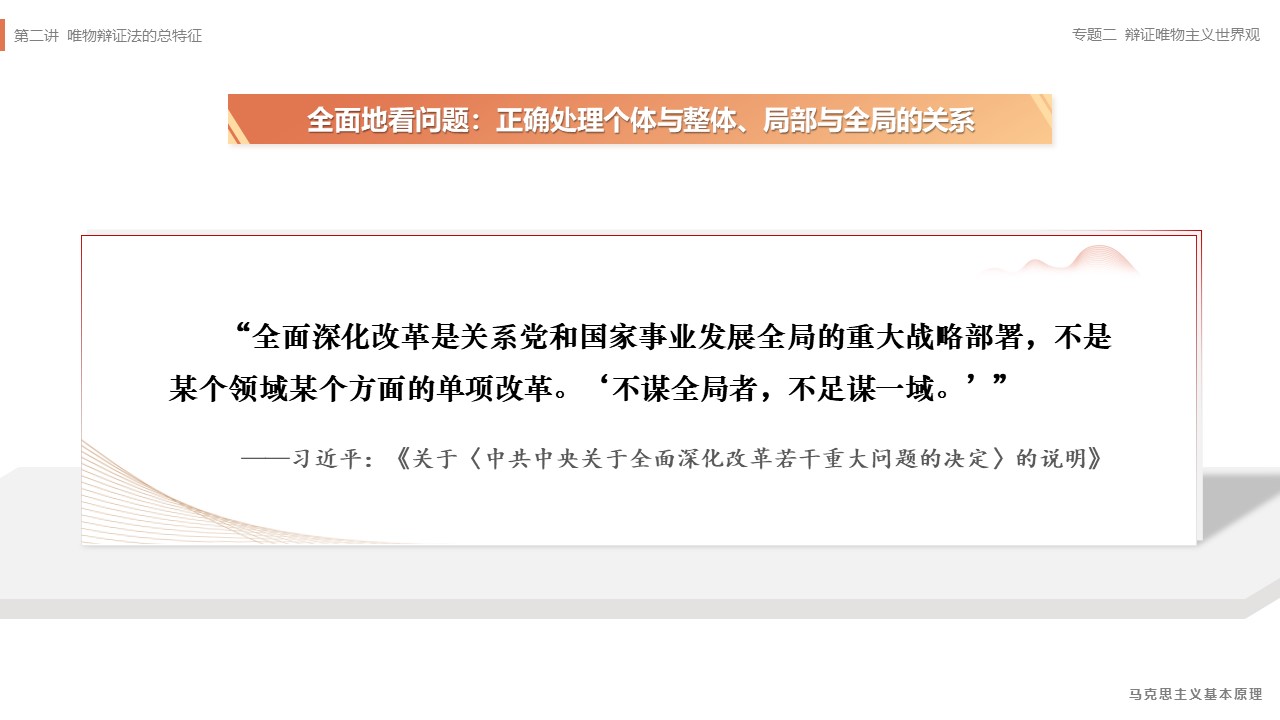 第二讲 唯物辩证法的总特征
专题二 辩证唯物主义世界观
全面地看问题：正确处理个体与整体、局部与全局的关系
“全面深化改革是关系党和国家事业发展全局的重大战略部署，不是
某个领域某个方面的单项改革。‘不谋全局者，不足谋一域。’”
——习近平：《关于〈中共中央关于全面深化改革若干重大问题的决定〉的说明》
马克思主义基本原理